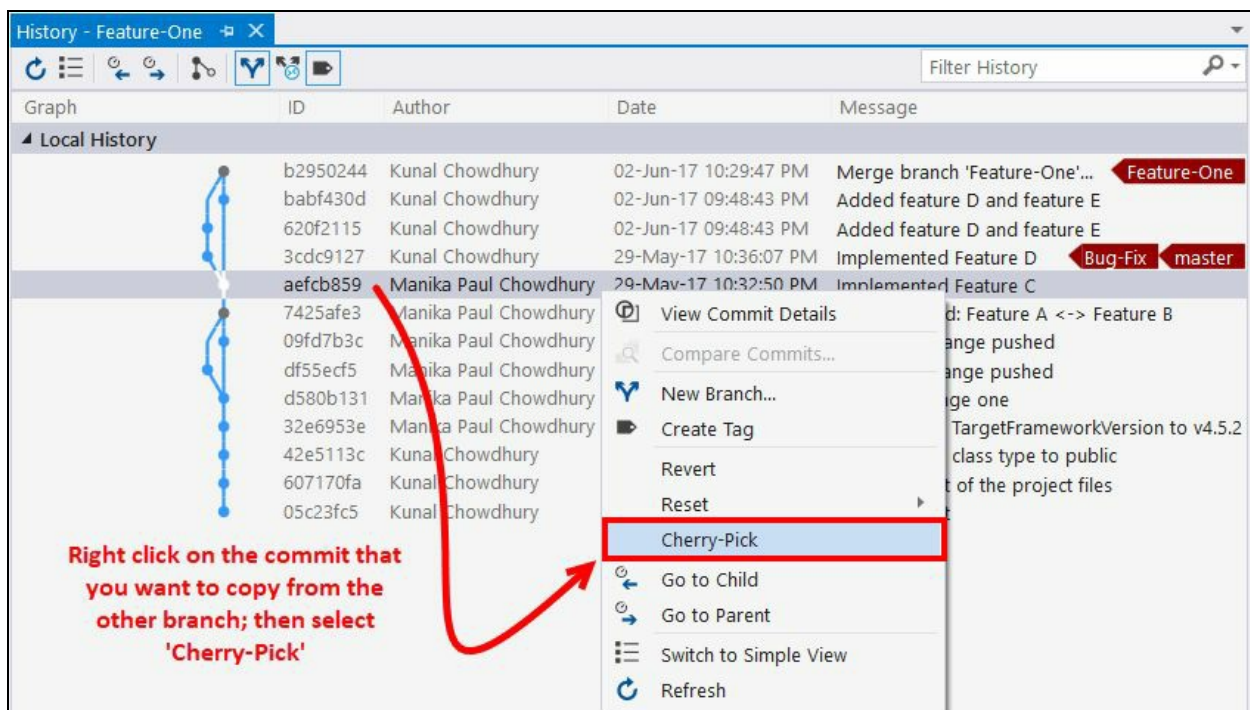 History - Feature-One
Filter History
Graph ID Author Date Message
Local History
b2950244 Kunal Chowdhury 02-Jun-17 10:29:47 PM Merge branch 'Feature-One'... Feature-One
babf430d Kunal Chowdhury 02-Jun-17 09:48:43 PM Added feature D and feature E
620f2115 Kunal Chowdhury 02-Jun-17 09:48:43 PM Added feature D and feature E
3cdc9127 Kunal Chowdhury 29-May-17 10:36:07 PM Implemented Feature D Bug-Fix master
aefcb859 Manika Paul Chowdhury 29-May-17 10:32:50 PM Implemented Feature C
7425afe3 Manika Paul Chowdhury View Commit Details d: Feature A <-> Feature B
09fd7b3c Manika Paul Chowdhury Compare Commits... ange pushed
df55ecf5 Manika Paul Chowdhury ange pushed
d580b131 Manika Paul Chowdhury New Branch... ge one
32e6953e Manika Paul Chowdhury Create Tag TargetFrameworkVersion to v4.5.2
42e5113c Kunal Chowdhury Revert class type to public
607170fa Kunal Chowdhury Reset t of the project files
05c23fc5 Kunal Chowdhury
Cherry-Pick
Go to Child
Go to Parent
Switch to Simple View
Refresh
Right click on the commit that
you want to copy from the
other branch; then select
'Cherry-Pick'